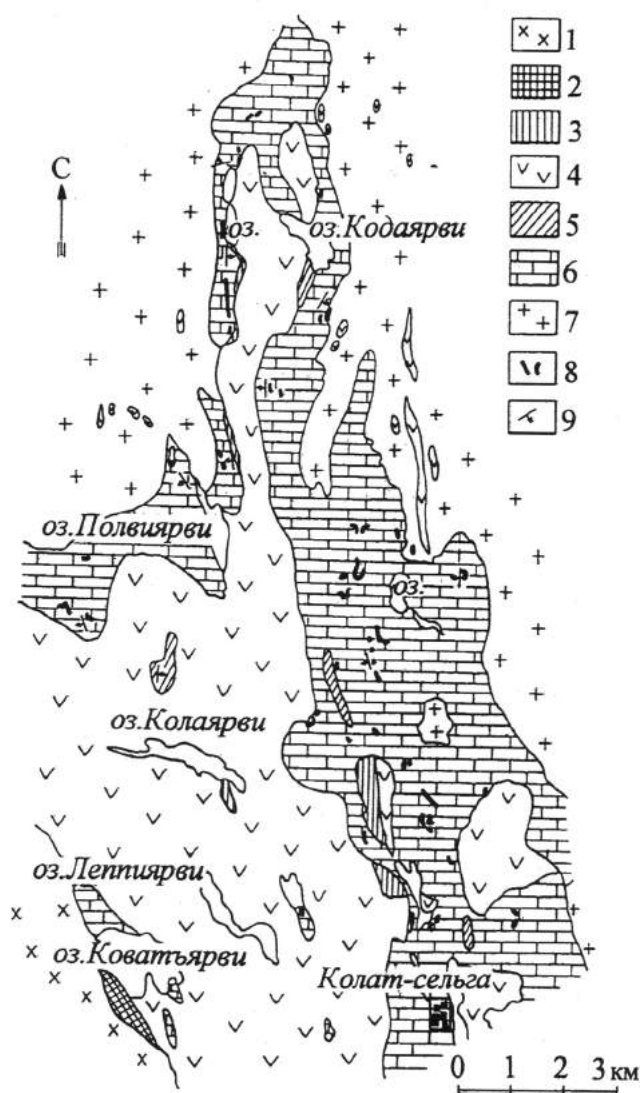 1
2
3
С
4
5
оз. оз.Кодаярви
6
7
8
9
оз.Полвиярви
оз.
оз.Колаярви
оз.Леппиярви
оз.Коватъярви
Колат-сельга
0 1 2 3 км